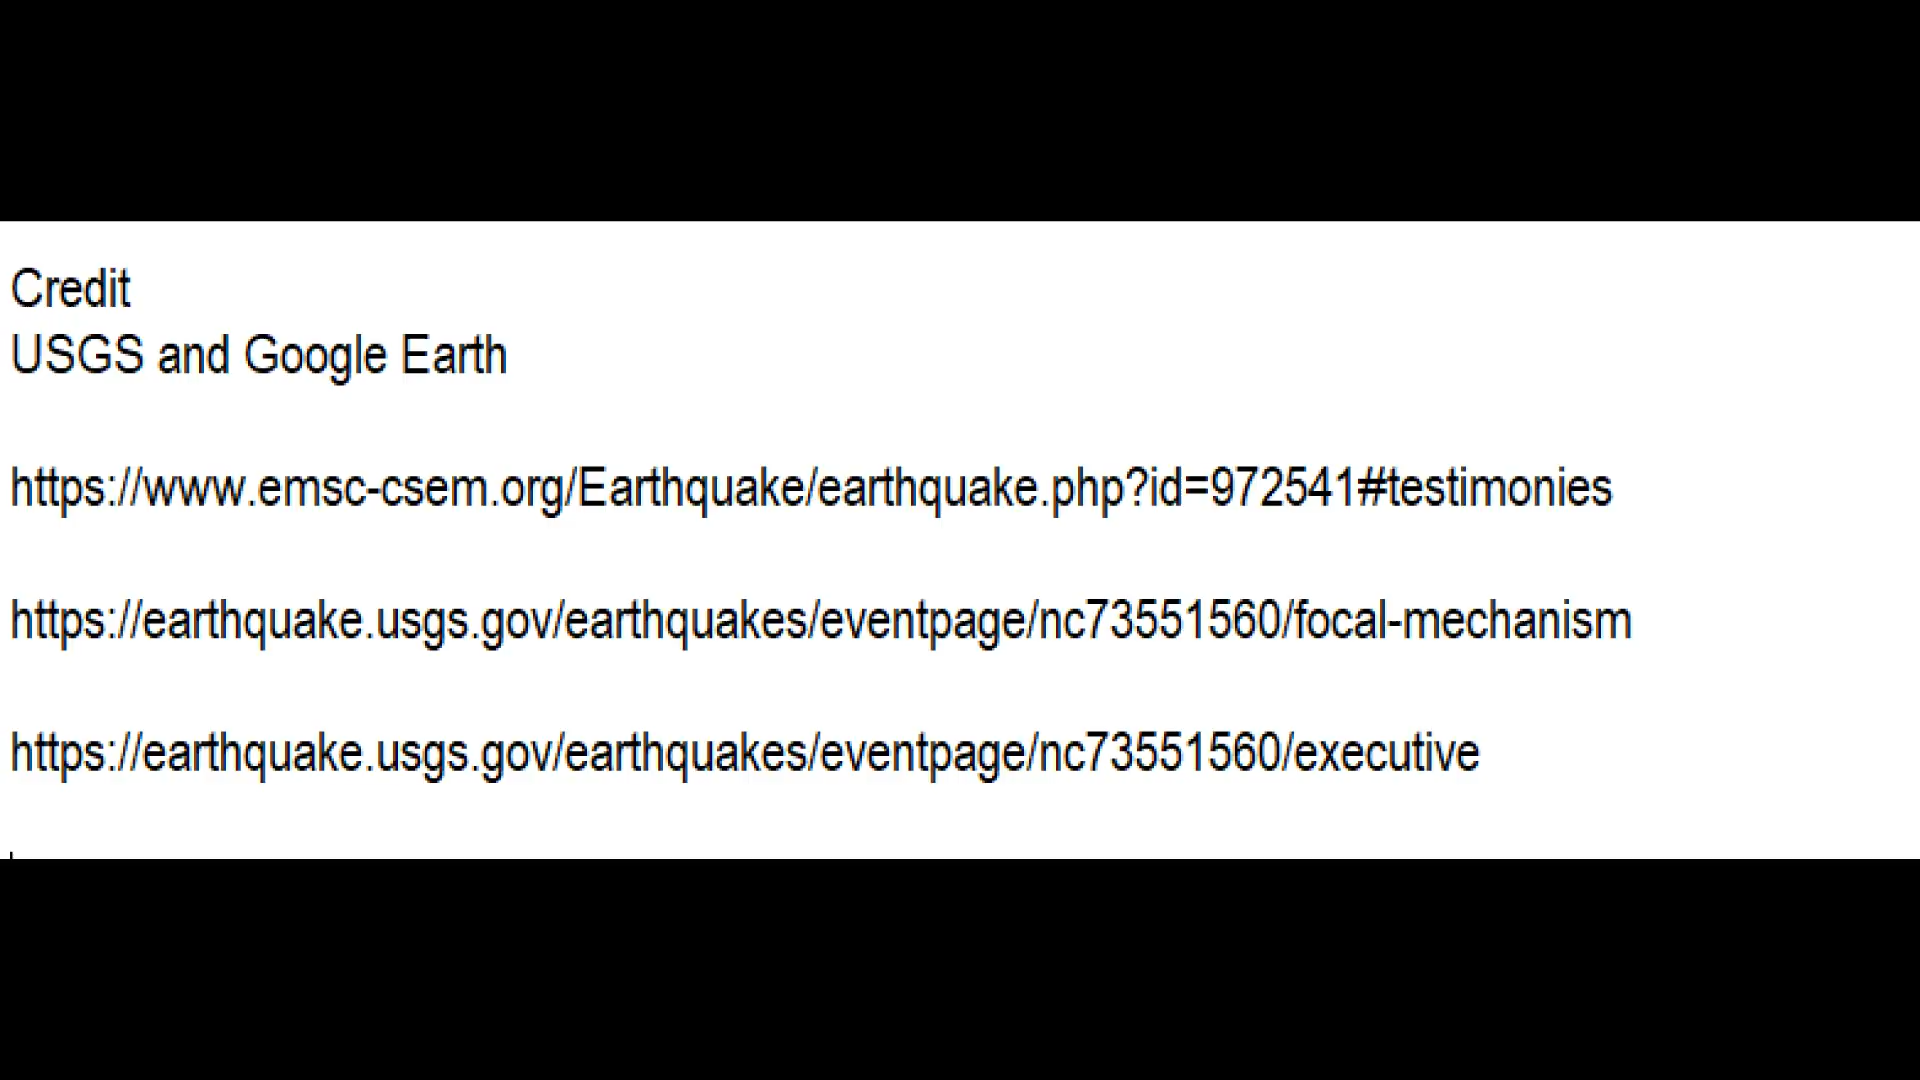 Credit
USGS and Google Earth
https://www.emsc-csem.org/Earthquake/earthquake.php?id=972541#testimonies
https://earthquake.usgs.gov/earthquakes/eventpage/nc73551560/focal-mechanism
https://earthquake.usgs.gov/earthquakes/eventpage/nc73551560/executive